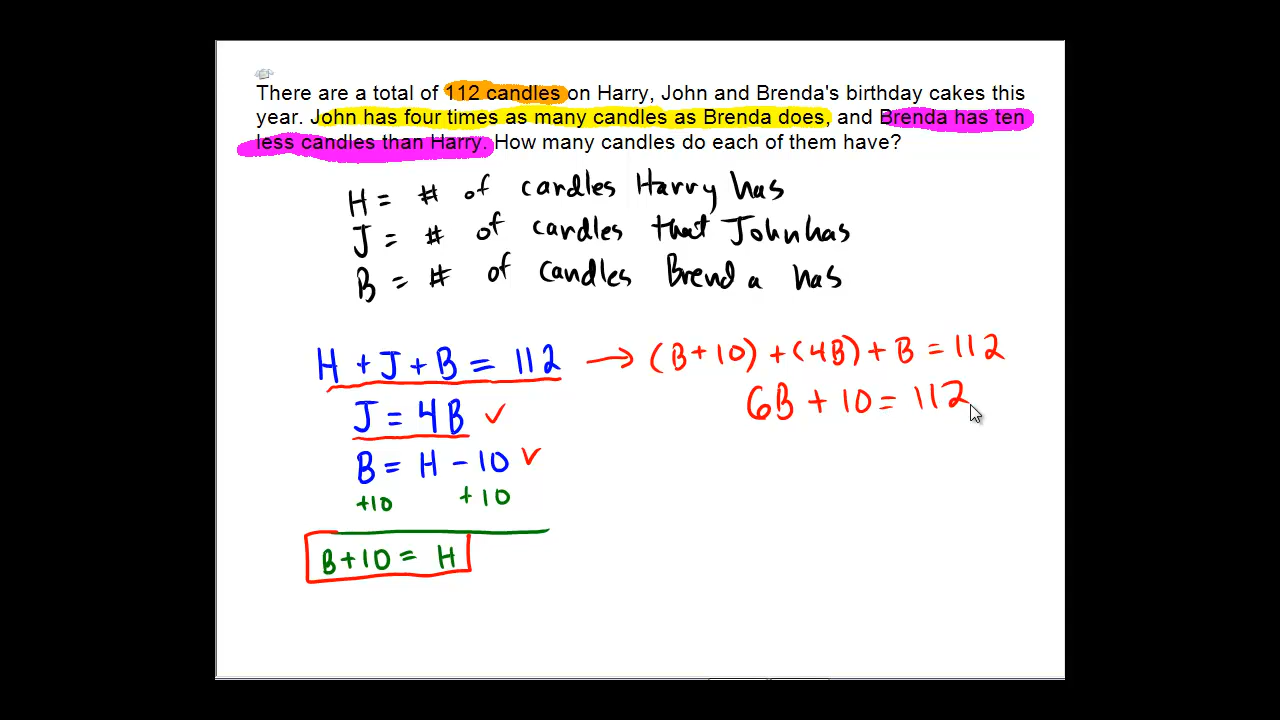 There are a total of 112 candles on Harry, John and Brenda's birthday cakes this
year. John has four times as many candles as Brenda does, and Brenda has ten
less candles than Harry. How many candles do each of them have?
H = # of candles Harry has
J = # of candles that John has
B = # of candles Brenda has
H + J + B = 112 → (B + 10) + (4B) + B = 112
6B + 10 = 112
J = 4B ✓
B = H - 10 ✓
+10 +10
B + 10 = H